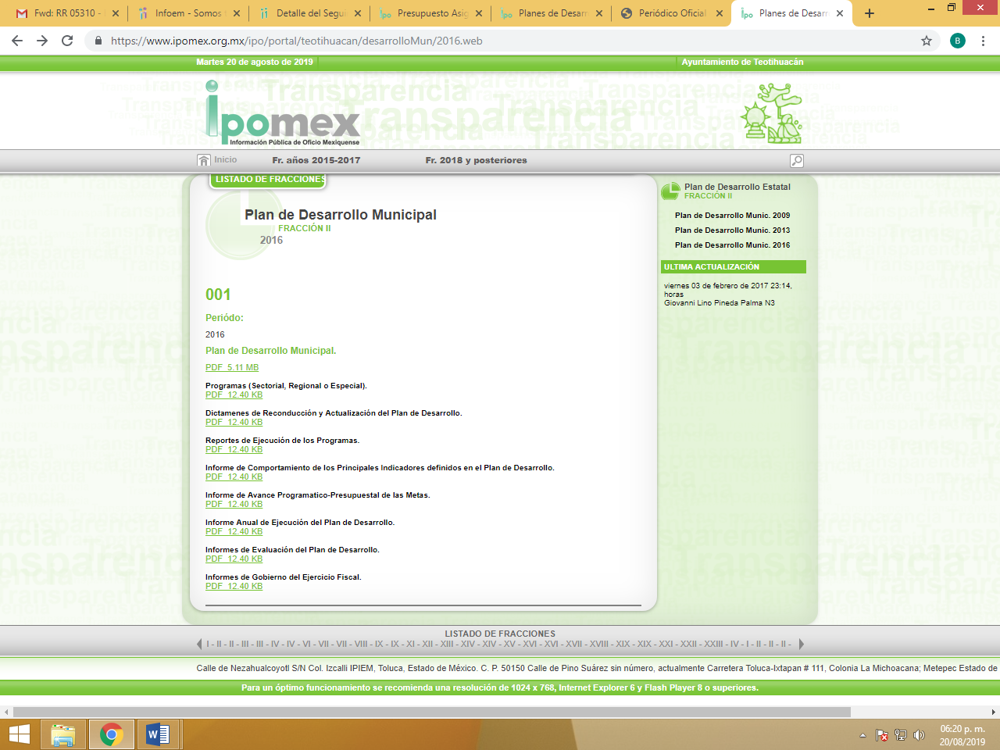 Fwd: RR 05310 -
Infoem - Somos
Detalle del Segui
Presupuesto Asig
Planes de Desarr
Periódico Oficial
Planes de Desarr
https://www.ipomex.org.mx/ipo/portal/teotihuacan/desarrolloMun/2016.web
B
Martes 20 de agosto de 2019
Ayuntamiento de Teotihuacán
Transparencia
ipomex
Información Pública de Oficio Mexiquense
Inicio
Fr. años 2015-2017
Fr. 2018 y posteriores
LISTADO DE FRACCIONES
Plan de Desarrollo Municipal
FRACCIÓN II
2016
001
Periódo:
2016
Plan de Desarrollo Municipal.
PDF 5.11 MB
Programas (Sectorial, Regional o Especial).
PDF 12.40 KB
Dictamenes de Reconducción y Actualización del Plan de Desarrollo.
PDF 12.40 KB
Reportes de Ejecución de los Programas.
PDF 12.40 KB
Informe de Comportamiento de los Principales Indicadores definidos en el Plan de Desarrollo.
PDF 12.40 KB
Informe de Avance Programatico-Presupuestal de las Metas.
PDF 12.40 KB
Informe Anual de Ejecución del Plan de Desarrollo.
PDF 12.40 KB
Informes de Evaluación del Plan de Desarrollo.
PDF 12.40 KB
Informes de Gobierno del Ejercicio Fiscal.
PDF 12.40 KB
Plan de Desarrollo Estatal
FRACCIÓN II
Plan de Desarrollo Munic. 2009
Plan de Desarrollo Munic. 2013
Plan de Desarrollo Munic. 2016
ULTIMA ACTUALIZACIÓN
viernes 03 de febrero de 2017 23:14,
horas
Giovanni Lino Pineda Palma N3
LISTADO DE FRACCIONES
I - II - II - III - III - IV - IV - VI - VII - VII - VIII - IX - IX - XI - XII - XIII - XIV - XIV - XV - XVI - XVI - XVII - XVIII - XIX - XIX - XXI - XXII - XXIII - IV - I - II - II - II -
Calle de Nezahualcoyotl S/N Col. Izcalli IPIEM, Toluca, Estado de México. C. P. 50150 Calle de Pino Suárez sin número, actualmente Carretera Toluca-Ixtapan # 111, Colonia La Michoacana; Metepec Estado de
Para un óptimo funcionamiento se recomienda una resolución de 1024 x 768, Internet Explorer 6 y Flash Player 8 o superiores.
06:20 p. m.
20/08/2019